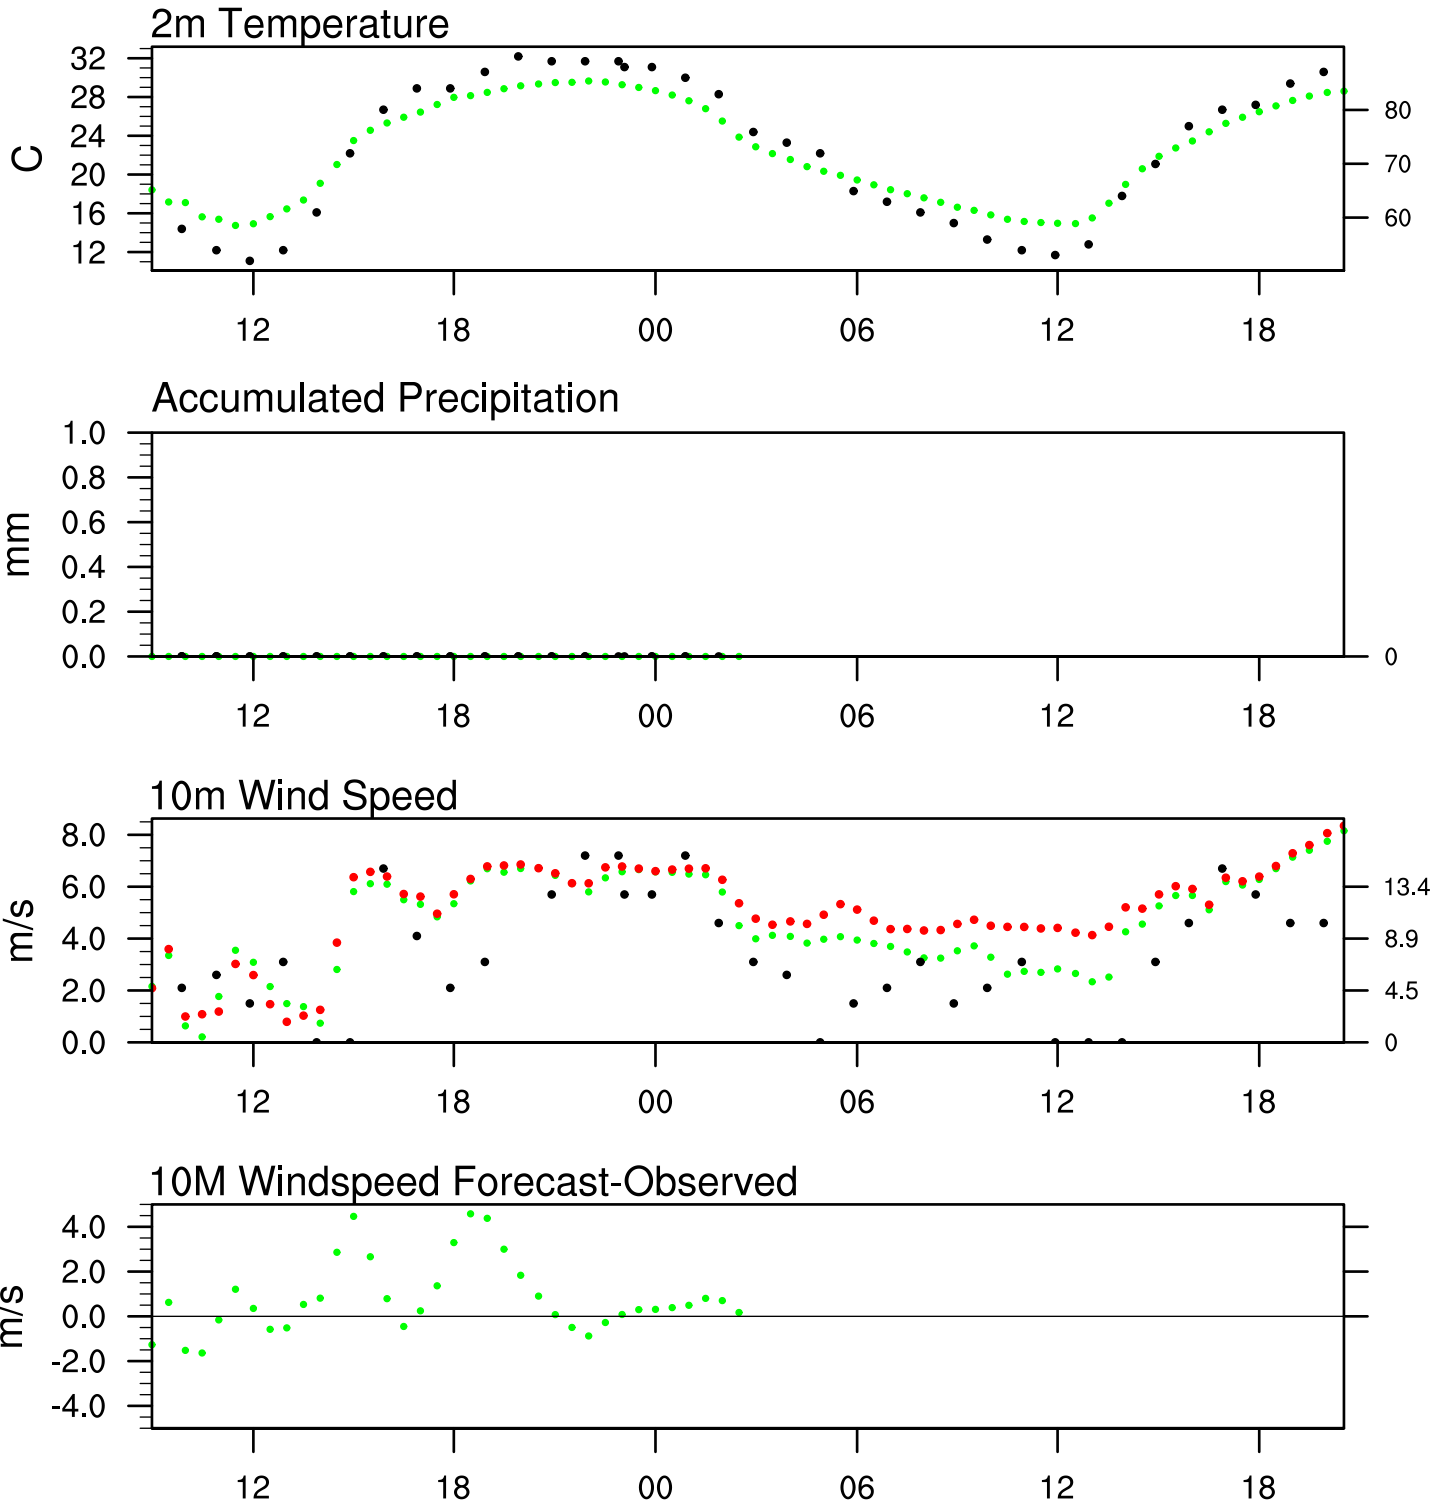 2m Temperature
32
28
24
20
16
12
C
80
70
60
12 18 00 06 12 18
Accumulated Precipitation
1.0
0.8
0.6
0.4
0.2
0.0
mm
0
12 18 00 06 12 18
10m Wind Speed
8.0
6.0
4.0
2.0
0.0
m/s
13.4
8.9
4.5
0
12 18 00 06 12 18
10M Windspeed Forecast-Observed
4.0
2.0
0.0
-2.0
-4.0
m/s
12 18 00 06 12 18